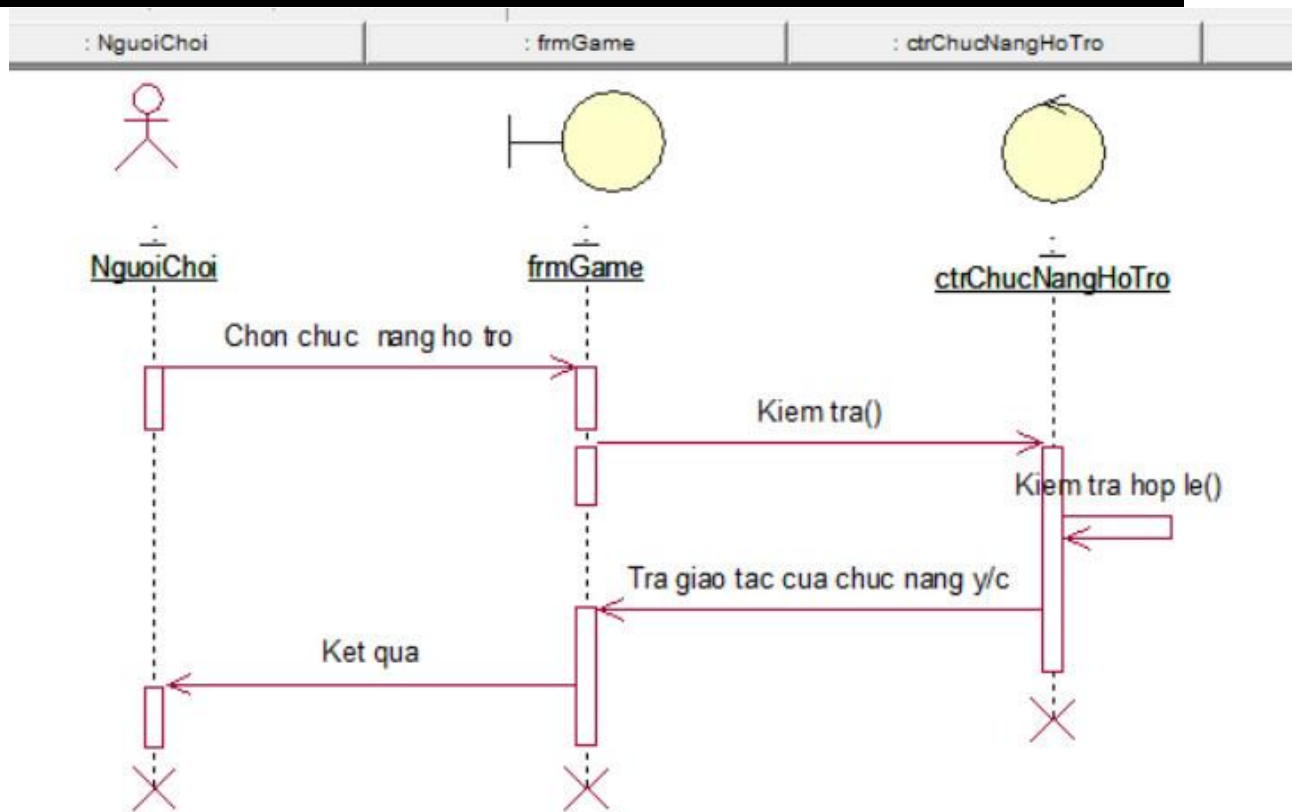 : NguoiChoi
: frmGame
: ctrChucNangHoTro
:
NguoiChoi
:
frmGame
:
ctrChucNangHoTro
Chon chuc nang ho tro
Kiem tra()
Kiem tra hop le()
Tra giao tac cua chuc nang y/c
Ket qua